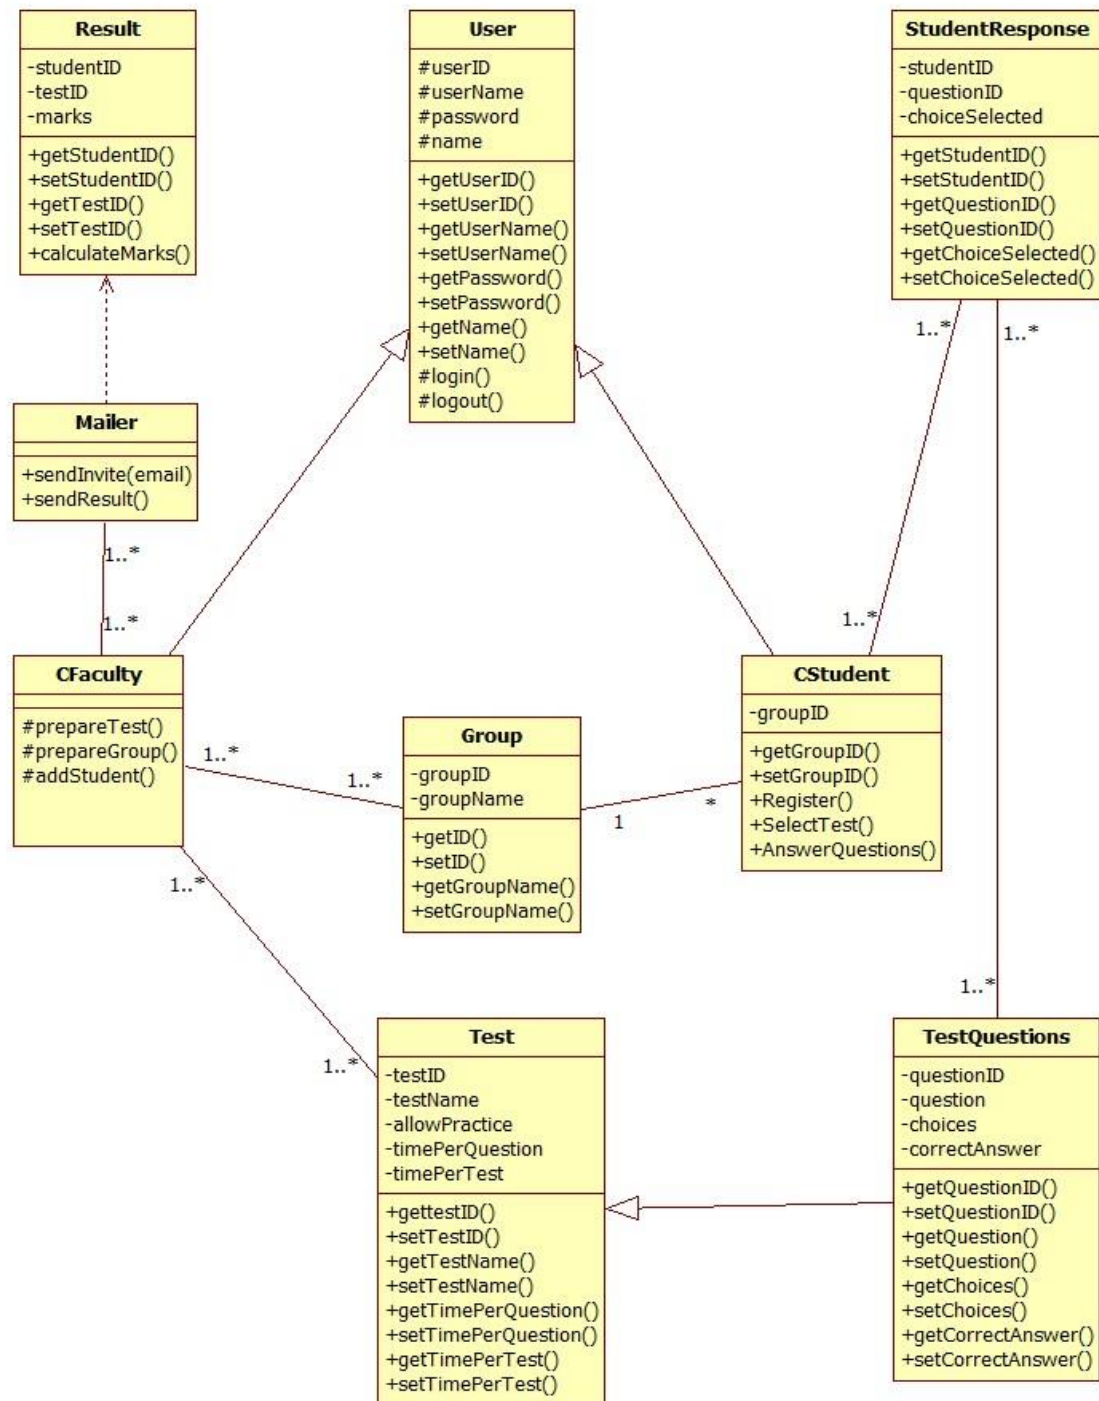 Result
-studentID
-testID
-marks
+getStudentID()
+setStudentID()
+getTestID()
+setTestID()
+calculateMarks()
User
#userID
#userName
#password
#name
+getUserID()
+setUserID()
+getUserName()
+setUserName()
+getPassword()
+setPassword()
+getName()
+setName()
#login()
#logout()
StudentResponse
-studentID
-questionID
-choiceSelected
+getStudentID()
+setStudentID()
+getQuestionID()
+setQuestionID()
+getChoiceSelected()
+setChoiceSelected()
1..*
1..*
Mailer
+sendInvite(email)
+sendResult()
1..*
1..*
1..*
CFaculty
#prepareTest()
#prepareGroup()
#addStudent()
1..*
1..*
Group
-groupID
-groupName
+getID()
+setID()
+getGroupName()
+setGroupName()
1
*
CStudent
-groupID
+getGroupID()
+setGroupID()
+Register()
+SelectTest()
+AnswerQuestions()
1..*
1..*
1..*
Test
-testID
-testName
-allowPractice
-timePerQuestion
-timePerTest
+gettestID()
+setTestID()
+getTestName()
+setTestName()
+getTimePerQuestion()
+setTimePerQuestion()
+getTimePerTest()
+setTimePerTest()
TestQuestions
-questionID
-question
-choices
-correctAnswer
+getQuestionID()
+setQuestionID()
+getQuestion()
+setQuestion()
+getChoices()
+setChoices()
+getCorrectAnswer()
+setCorrectAnswer()